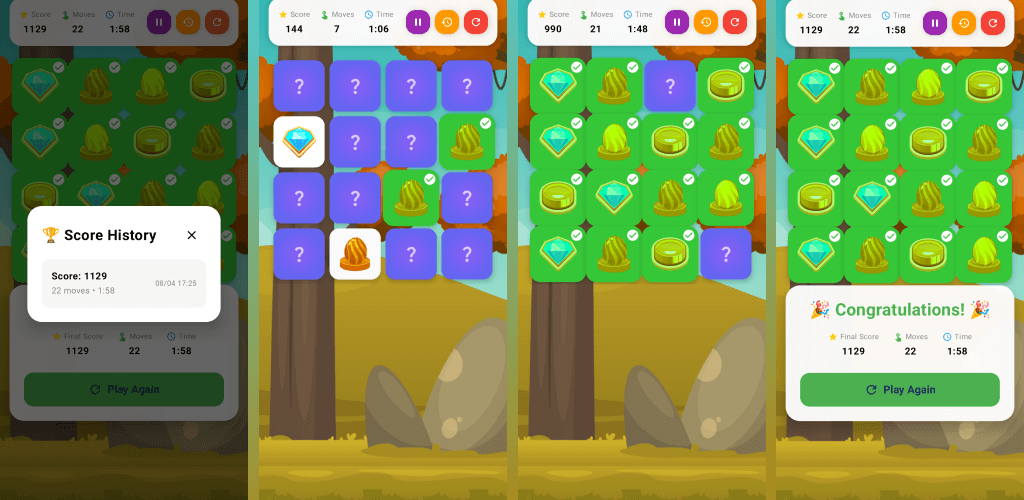 Score Moves Time
1129 22 1:58
🏆 Score History ×
Score: 1129
22 moves • 1:58
08/04 17:25
Final Score Moves Time
1129 22 1:58
Play Again
Score Moves Time
144 7 1:06
? ? ? ?
? ?
? ? ?
? ? ?
Score Moves Time
990 21 1:48
?
?
Score Moves Time
1129 22 1:58
🎉 Congratulations! 🎉
Final Score Moves Time
1129 22 1:58
Play Again